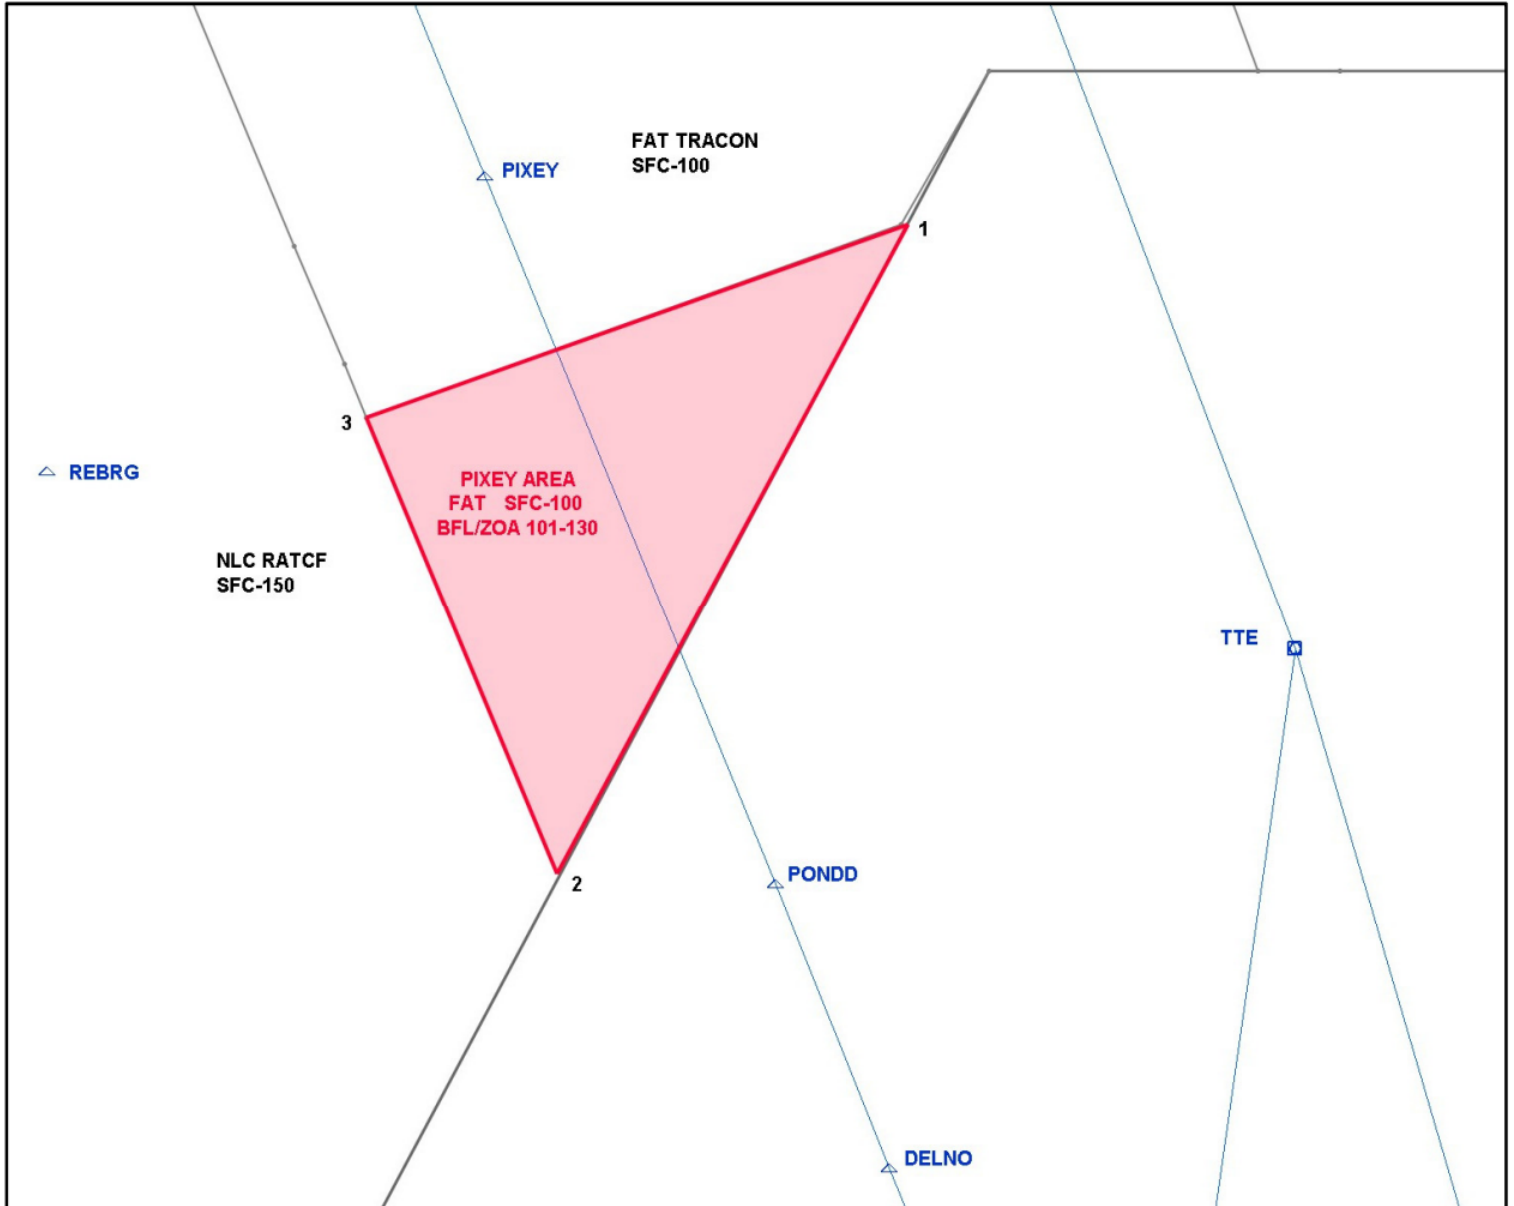 FAT TRACON
SFC-100
PIXEY
1
3
REBRG
PIXEY AREA
FAT SFC-100
BFL/ZOA 101-130
NLC RATCF
SFC-150
TTE
PONDD
2
DELNO